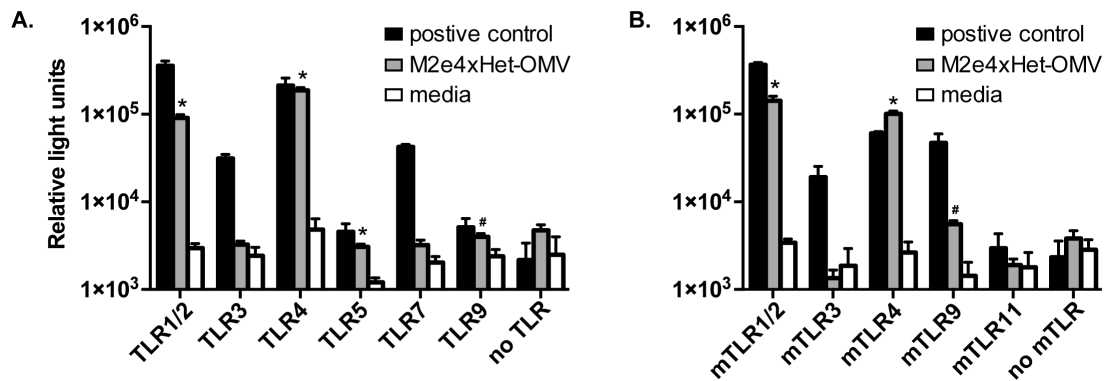 A.
Relative light units
1×10⁶
1×10⁵
1×10⁴
1×10³
postive control
M2e4xHet-OMV
media
*
*
*
#
TLR1/2
TLR3
TLR4
TLR5
TLR7
TLR9
no TLR
B.
1×10⁶
1×10⁵
1×10⁴
1×10³
postive control
M2e4xHet-OMV
media
*
*
#
mTLR1/2
mTLR3
mTLR4
mTLR9
mTLR11
no mTLR